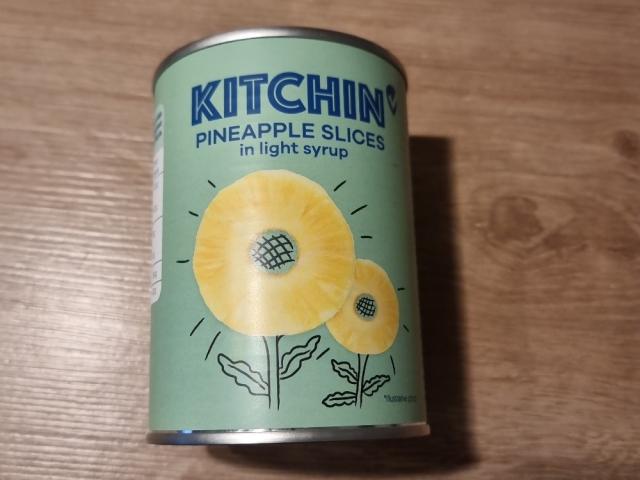 KITCHIN
PINEAPPLE SLICES
in light syrup